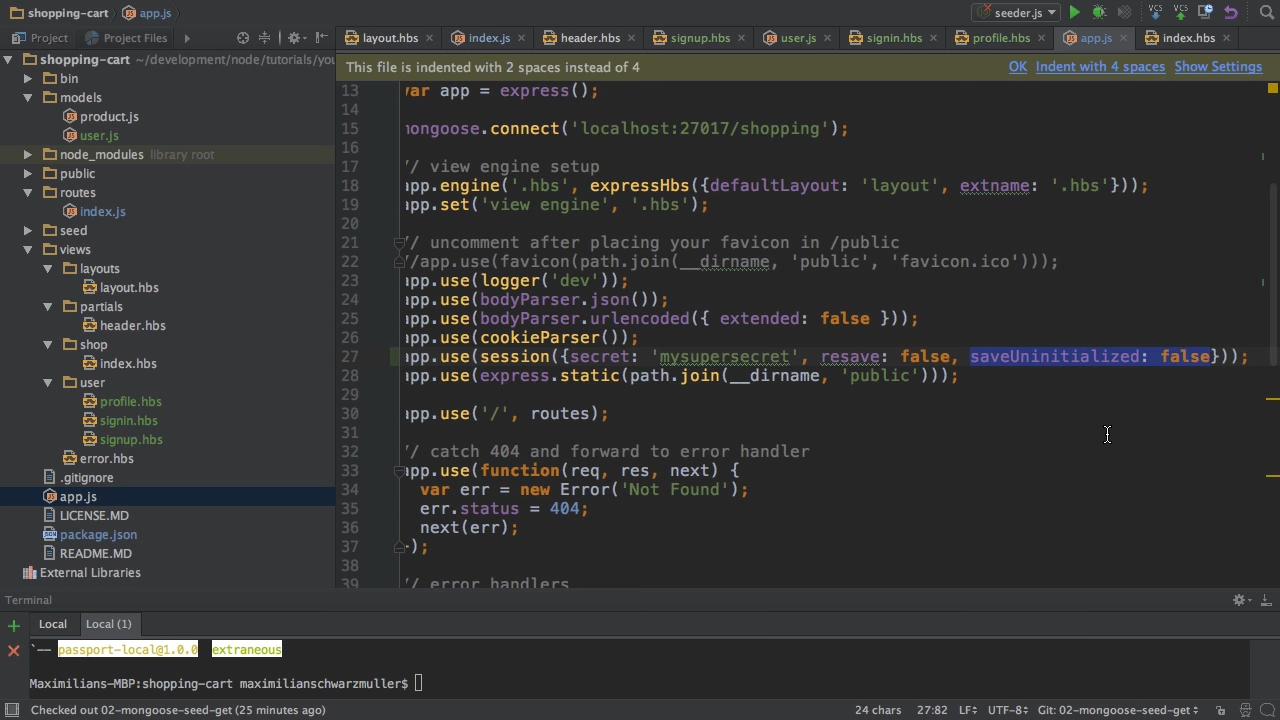 shopping-cart app.js seeder.js VCS VCS
Project Project Files layout.hbs index.js header.hbs signup.hbs user.js signin.hbs profile.hbs app.js index.hbs
shopping-cart ~/development/node/tutorials/you
bin
models
product.js
user.js
node_modules library root
public
routes
index.js
seed
views
layouts
layout.hbs
partials
header.hbs
shop
index.hbs
user
profile.hbs
signin.hbs
signup.hbs
error.hbs
.gitignore
app.js
LICENSE.MD
package.json
README.MD
External Libraries
This file is indented with 2 spaces instead of 4 OK Indent with 4 spaces Show Settings
13 var app = express();
14
15 mongoose.connect('localhost:27017/shopping');
16
17 // view engine setup
18 app.engine('.hbs', expressHbs({defaultLayout: 'layout', extname: '.hbs'}));
19 app.set('view engine', '.hbs');
20
21 // uncomment after placing your favicon in /public
22 //app.use(favicon(path.join(__dirname, 'public', 'favicon.ico')));
23 app.use(logger('dev'));
24 app.use(bodyParser.json());
25 app.use(bodyParser.urlencoded({ extended: false }));
26 app.use(cookieParser());
27 app.use(session({secret: 'mysupersecret', resave: false, saveUninitialized: false}));
28 app.use(express.static(path.join(__dirname, 'public')));
29
30 app.use('/', routes);
31
32 // catch 404 and forward to error handler
33 app.use(function(req, res, next) {
34 var err = new Error('Not Found');
35 err.status = 404;
36 next(err);
37 });
38
39 // error handlers
Terminal
Local Local (1)
`── passport-local@1.0.0 extraneous
Maximilians-MBP:shopping-cart maximilianschwarzmuller$
Checked out 02-mongoose-seed-get (25 minutes ago) 24 chars 27:82 LF UTF-8 Git: 02-mongoose-seed-get